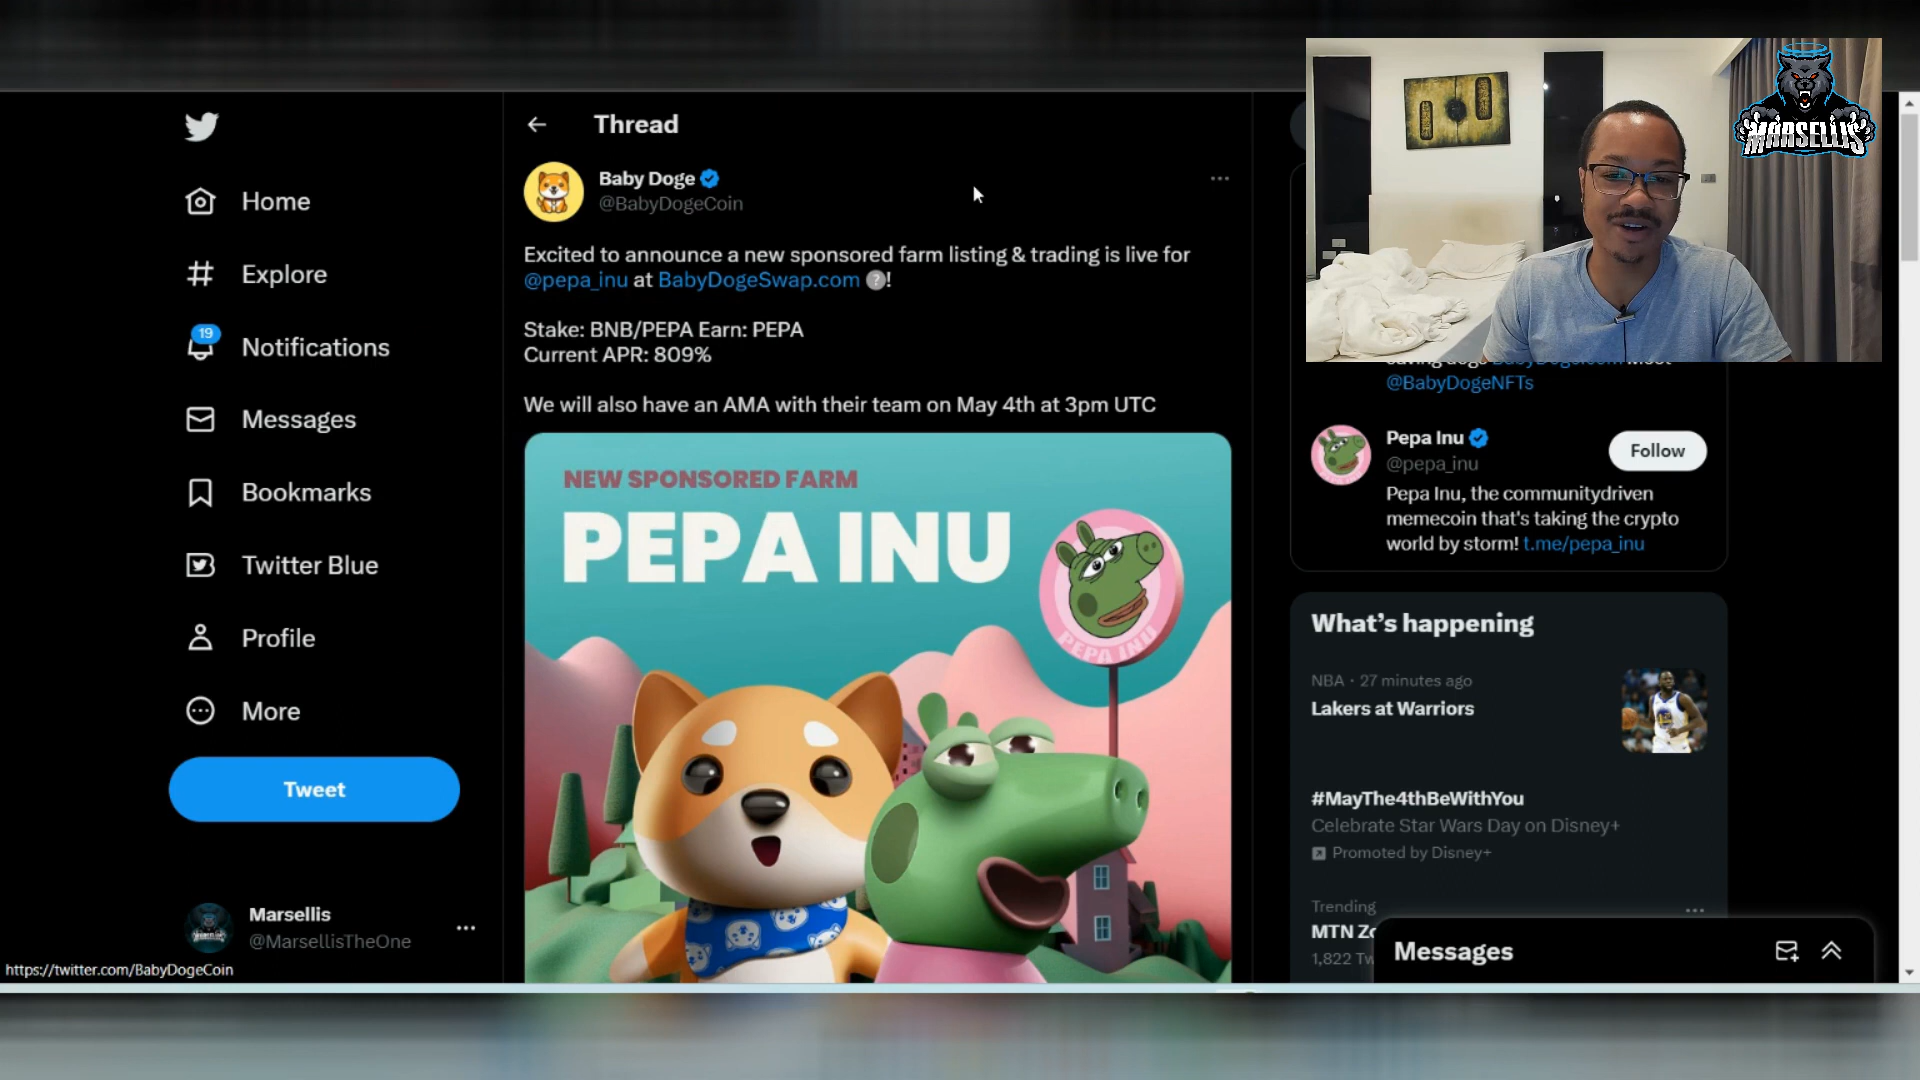 Thread
Baby Doge
@BabyDogeCoin
Home
Explore
19
Notifications
Messages
Bookmarks
Twitter Blue
Profile
More
Tweet
Marsellis
@MarsellisTheOne
https://twitter.com/BabyDogeCoin
Excited to announce a new sponsored farm listing & trading is live for
@pepa_inu at BabyDogeSwap.com ?!
Stake: BNB/PEPA Earn: PEPA
Current APR: 809%
We will also have an AMA with their team on May 4th at 3pm UTC
NEW SPONSORED FARM
PEPA INU
PEPA INU
MARSELLIS
@BabyDogeNFTs
Pepa Inu
@pepa_inu
Follow
Pepa Inu, the communitydriven
memecoin that's taking the crypto
world by storm! t.me/pepa_inu
What's happening
NBA · 27 minutes ago
Lakers at Warriors
#MayThe4thBeWithYou
Celebrate Star Wars Day on Disney+
Promoted by Disney+
Trending
MTN
1,822
Messages